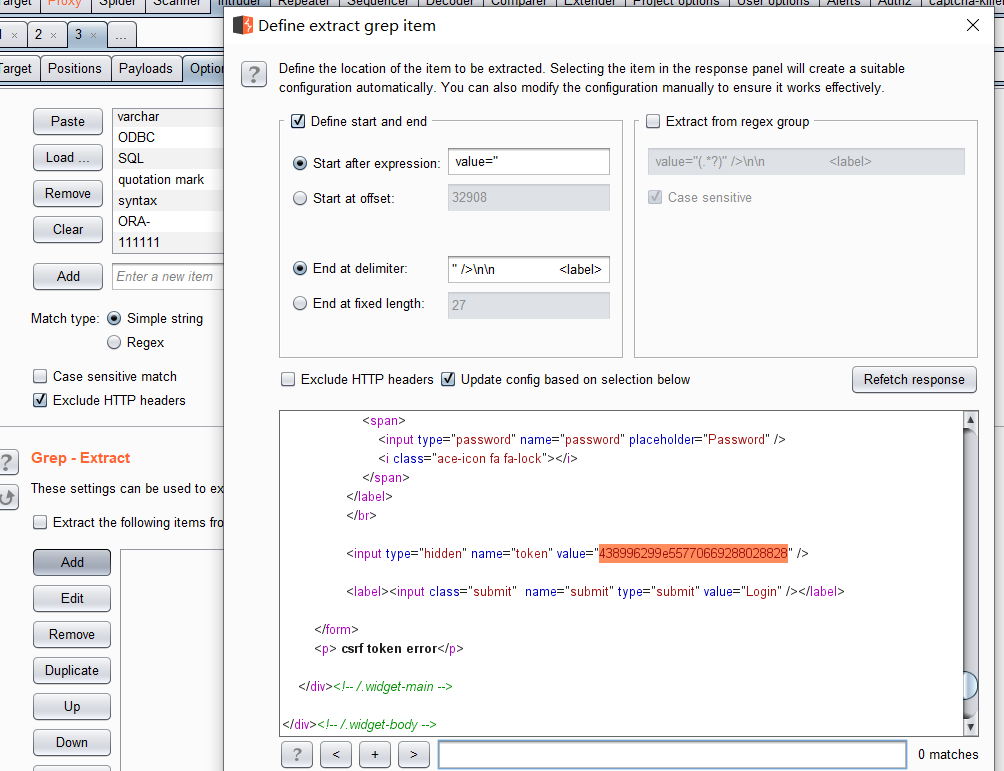 Target Proxy Spider Scanner Intruder Repeater Sequencer Decoder Comparer Extender Project options User options Alerts
1 × 2 × 3 × ...
Target Positions Payloads Option
Paste
Load ...
Remove
Clear
Add
varchar
ODBC
SQL
quotation mark
syntax
ORA-
111111
Enter a new item
Match type: Simple string
Regex
Case sensitive match
Exclude HTTP headers
? Grep - Extract
These settings can be used to ex
Extract the following items fro
Add
Edit
Remove
Duplicate
Up
Down
Define extract grep item
? Define the location of the item to be extracted. Selecting the item in the response panel will create a suitable
configuration automatically. You can also modify the configuration manually to ensure it works effectively.
Define start and end
Start after expression: value="
Start at offset: 32908
End at delimiter: " />\n\n <label>
End at fixed length: 27
Extract from regex group
value="(.*?)" />\n\n <label>
Case sensitive
Exclude HTTP headers Update config based on selection below Refetch response
<span>
<input type="password" name="password" placeholder="Password" />
<i class="ace-icon fa fa-lock"></i>
</span>
</label>
</br>
<input type="hidden" name="token" value="438996299e55770669288028828" />
<label><input class="submit"  name="submit" type="submit" value="Login" /></label>
</form>
<p> csrf token error</p>
</div><!-- /.widget-main -->
</div><!-- /.widget-body -->
? < + > 0 matches